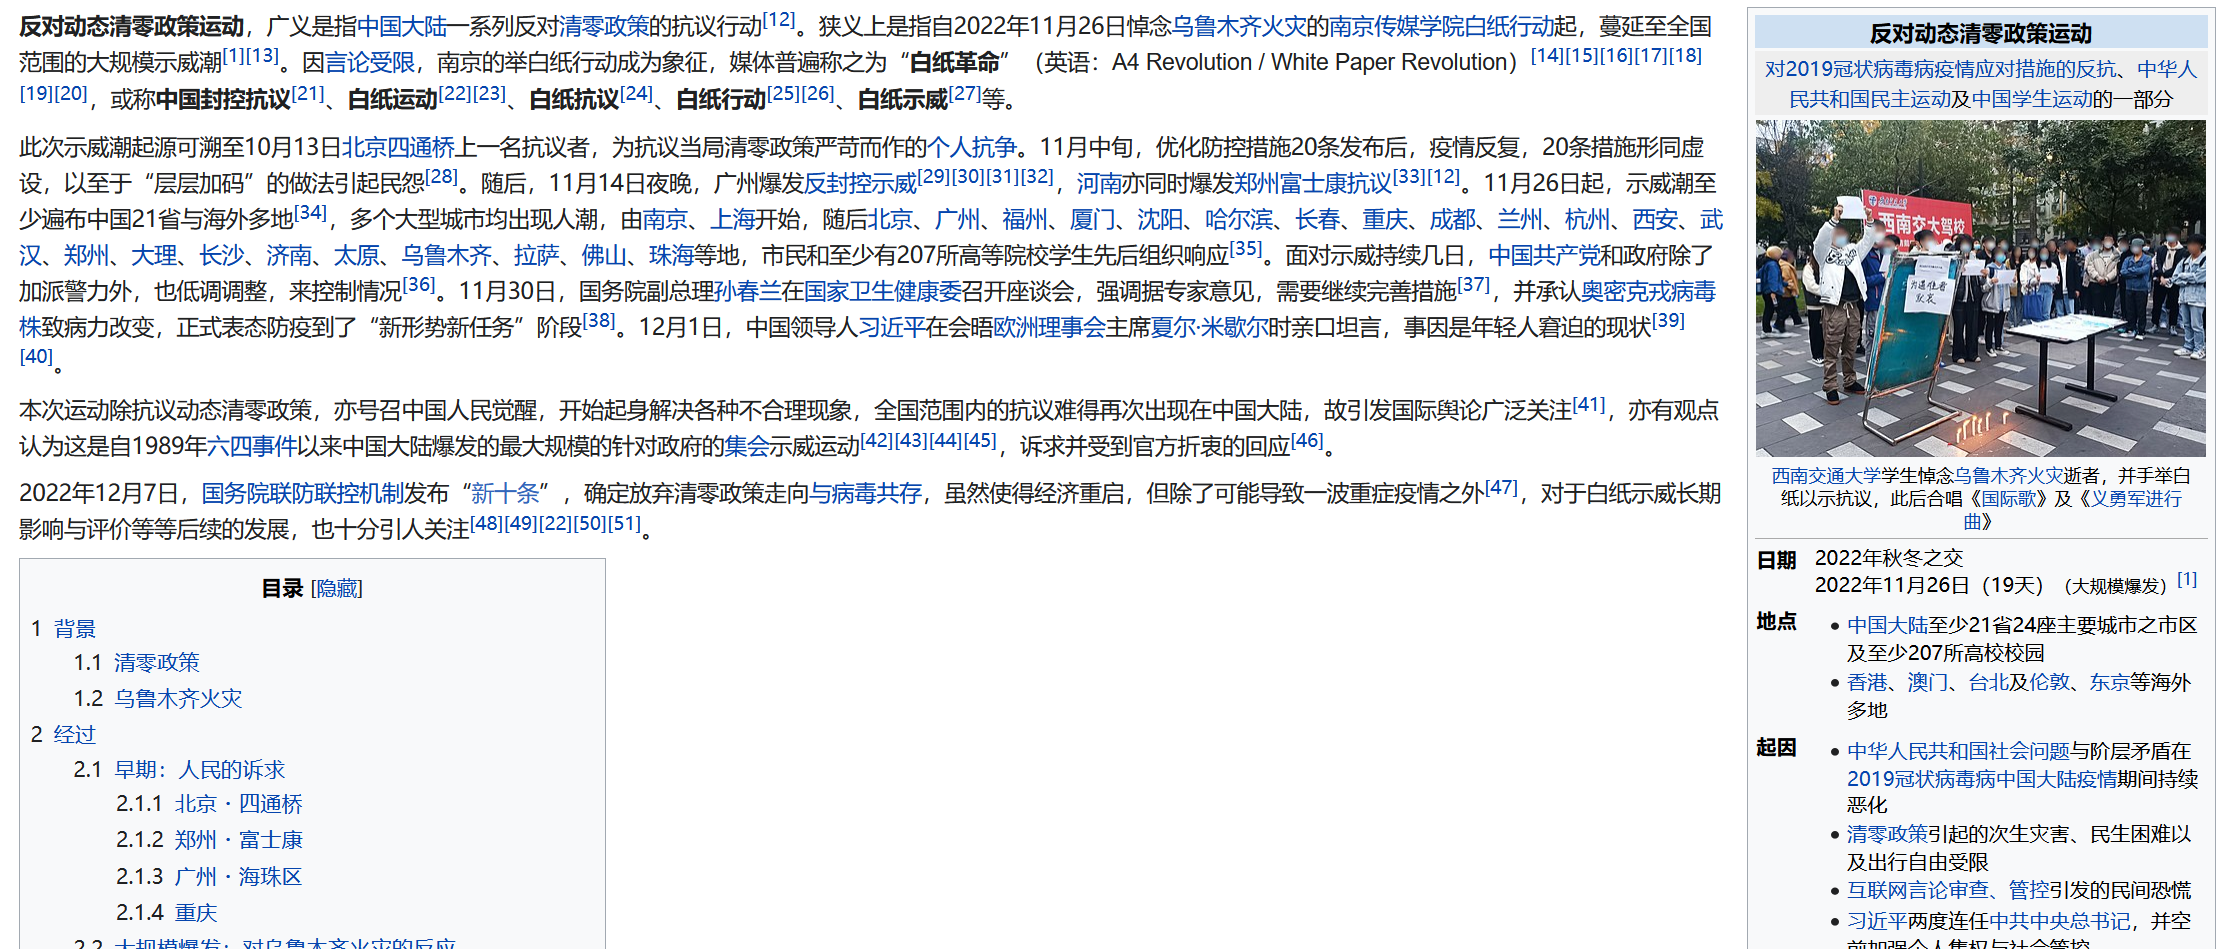 反对动态清零政策运动，广义是指中国大陆一系列反对清零政策的抗议行动[12]。狭义上是指自2022年11月26日悼念乌鲁木齐火灾的南京传媒学院白纸行动起，蔓延至全国
范围的大规模示威潮[1][13]。因言论受限，南京的举白纸行动成为象征，媒体普遍称之为“白纸革命”（英语：A4 Revolution / White Paper Revolution）[14][15][16][17][18]
[19][20]，或称中国封控抗议[21]、白纸运动[22][23]、白纸抗议[24]、白纸行动[25][26]、白纸示威[27]等。
此次示威潮起源可溯至10月13日北京四通桥上一名抗议者，为抗议当局清零政策严苛而作的个人抗争。11月中旬，优化防控措施20条发布后，疫情反复，20条措施形同虚
设，以至于“层层加码”的做法引起民怨[28]。随后，11月14日夜晚，广州爆发反封控示威[29][30][31][32]，河南亦同时爆发郑州富士康抗议[33][12]。11月26日起，示威潮至
少遍布中国21省与海外多地[34]，多个大型城市均出现人潮，由南京、上海开始，随后北京、广州、福州、厦门、沈阳、哈尔滨、长春、重庆、成都、兰州、杭州、西安、武
汉、郑州、大理、长沙、济南、太原、乌鲁木齐、拉萨、佛山、珠海等地，市民和至少有207所高等院校学生先后组织响应[35]。面对示威持续几日，中国共产党和政府除了
加派警力外，也低调调整，来控制情况[36]。11月30日，国务院副总理孙春兰在国家卫生健康委召开座谈会，强调据专家意见，需要继续完善措施[37]，并承认奥密克戎病毒
株致病力改变，正式表态防疫到了“新形势新任务”阶段[38]。12月1日，中国领导人习近平在会晤欧洲理事会主席夏尔·米歇尔时亲口坦言，事因是年轻人窘迫的现状[39]
[40]。
本次运动除抗议动态清零政策，亦号召中国人民觉醒，开始起身解决各种不合理现象，全国范围内的抗议难得再次出现在中国大陆，故引发国际舆论广泛关注[41]，亦有观点
认为这是自1989年六四事件以来中国大陆爆发的最大规模的针对政府的集会示威运动[42][43][44][45]，诉求并受到官方折衷的回应[46]。
2022年12月7日，国务院联防联控机制发布“新十条”，确定放弃清零政策走向与病毒共存，虽然使得经济重启，但除了可能导致一波重症疫情之外[47]，对于白纸示威长期
影响与评价等等后续的发展，也十分引人关注[48][49][22][50][51]。
目录 [隐藏]
1 背景
1.1 清零政策
1.2 乌鲁木齐火灾
2 经过
2.1 早期：人民的诉求
2.1.1 北京 · 四通桥
2.1.2 郑州 · 富士康
2.1.3 广州 · 海珠区
2.1.4 重庆
2.2 大规模爆发：对乌鲁木齐火灾的反应
反对动态清零政策运动
对2019冠状病毒病疫情应对措施的反抗、中华人
民共和国民主运动及中国学生运动的一部分
西南交大驾校
为遇难者
默哀
西南交通大学学生悼念乌鲁木齐火灾逝者，并手举白
纸以示抗议，此后合唱《国际歌》及《义勇军进行
曲》
日期 2022年秋冬之交
2022年11月26日（19天）（大规模爆发）[1]
地点
中国大陆至少21省24座主要城市之市区
及至少207所高校校园
香港、澳门、台北及伦敦、东京等海外
多地
起因
中华人民共和国社会问题与阶层矛盾在
2019冠状病毒病中国大陆疫情期间持续
恶化
清零政策引起的次生灾害、民生困难以
及出行自由受限
互联网言论审查、管控引发的民间恐慌
习近平两度连任中共中央总书记，并空
前加强个人集权与社会管控